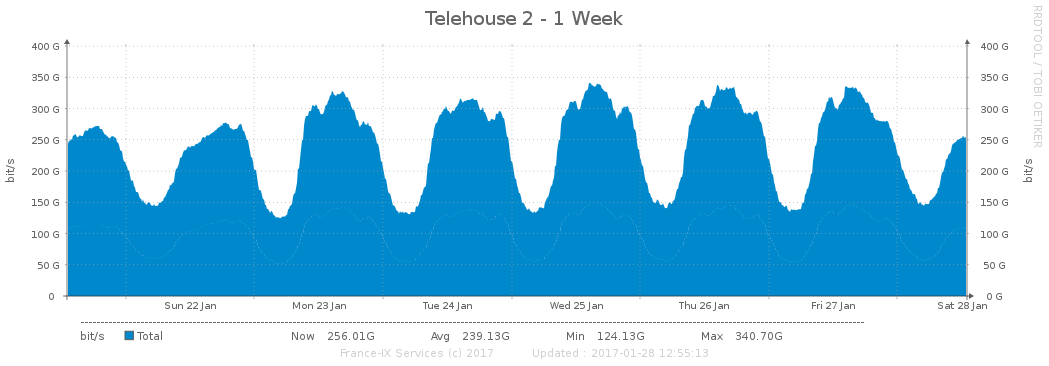 Telehouse 2 - 1 Week
RRDTOOL / TOBI OETIKER
400 G 400 G
350 G 350 G
300 G 300 G
250 G 250 G
200 G 200 G
150 G 150 G
100 G 100 G
50 G 50 G
0 0 G
bit/s bit/s
Sun 22 Jan Mon 23 Jan Tue 24 Jan Wed 25 Jan Thu 26 Jan Fri 27 Jan Sat 28 Jan
bit/s Total Now 256.01G Avg 239.13G Min 124.13G Max 340.70G
France-IX Services (c) 2017 Updated : 2017-01-28 12:55:13